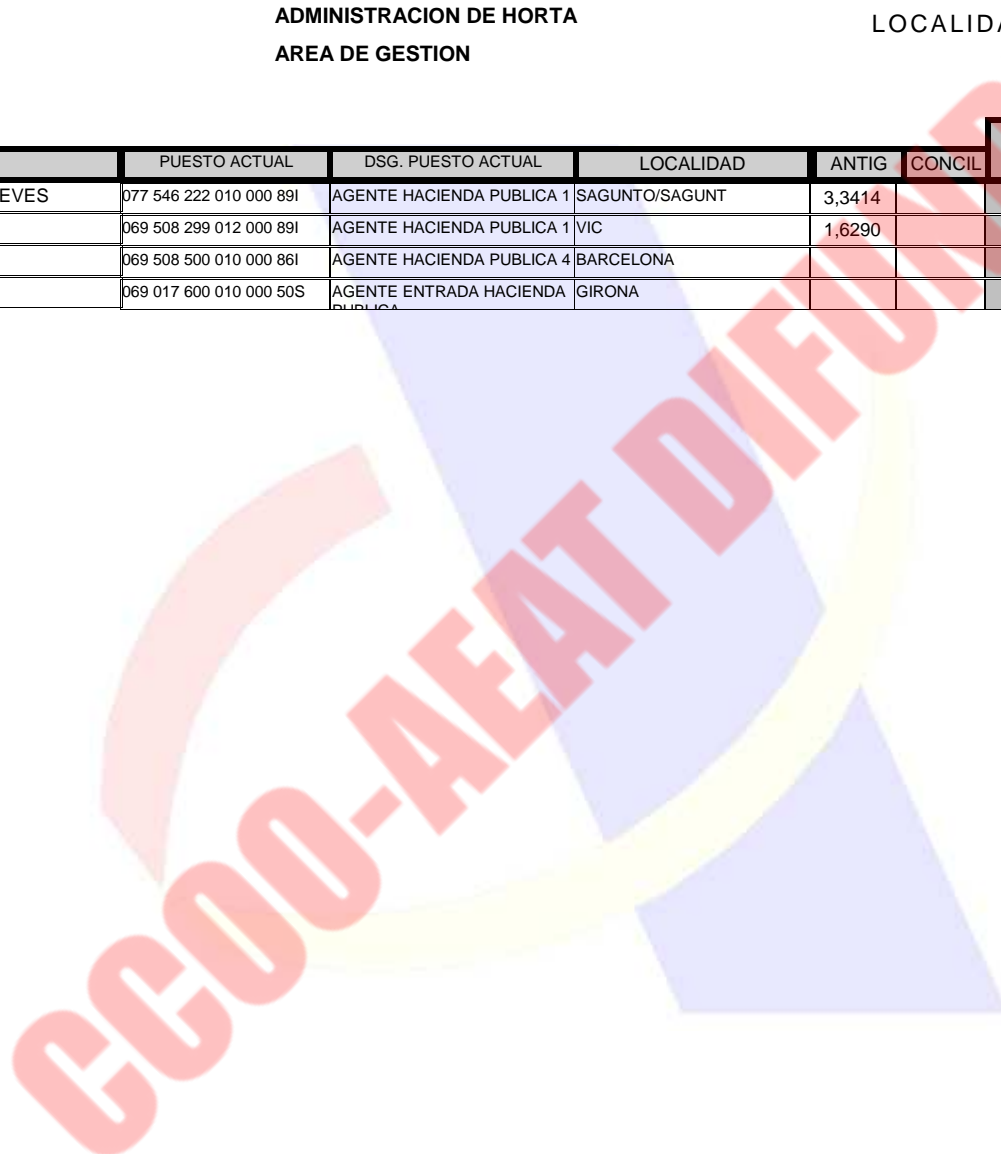 ADMINISTRACION DE HORTA
LOCALIDA
AREA DE GESTION
PUESTO ACTUAL DSG. PUESTO ACTUAL LOCALIDAD ANTIG CONCIL
EVES 077 546 222 010 000 89I AGENTE HACIENDA PUBLICA 1 SAGUNTO/SAGUNT 3,3414
069 508 299 012 000 89I AGENTE HACIENDA PUBLICA 1 VIC 1,6290
069 508 500 010 000 86I AGENTE HACIENDA PUBLICA 4 BARCELONA
069 017 600 010 000 50S AGENTE ENTRADA HACIENDA GIRONA
PUBLICA
CCOO-AEAT DIFUND